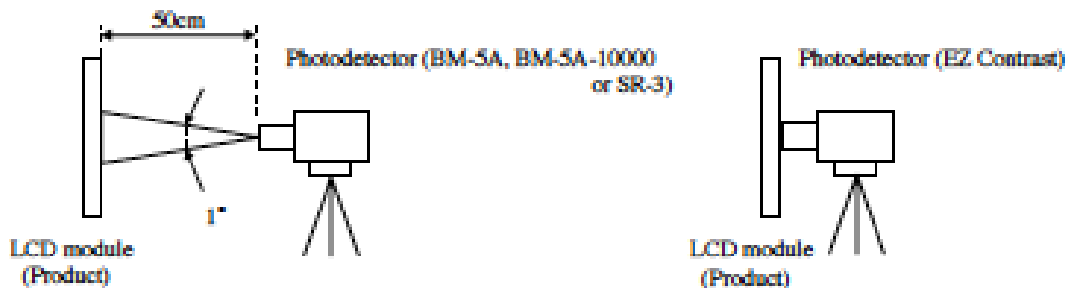 50cm
Photodetector (BM-5A, BM-5A-10000
or SR-3)
Photodetector (EZ Contrast)
1°
LCD module
(Product)
LCD module
(Product)